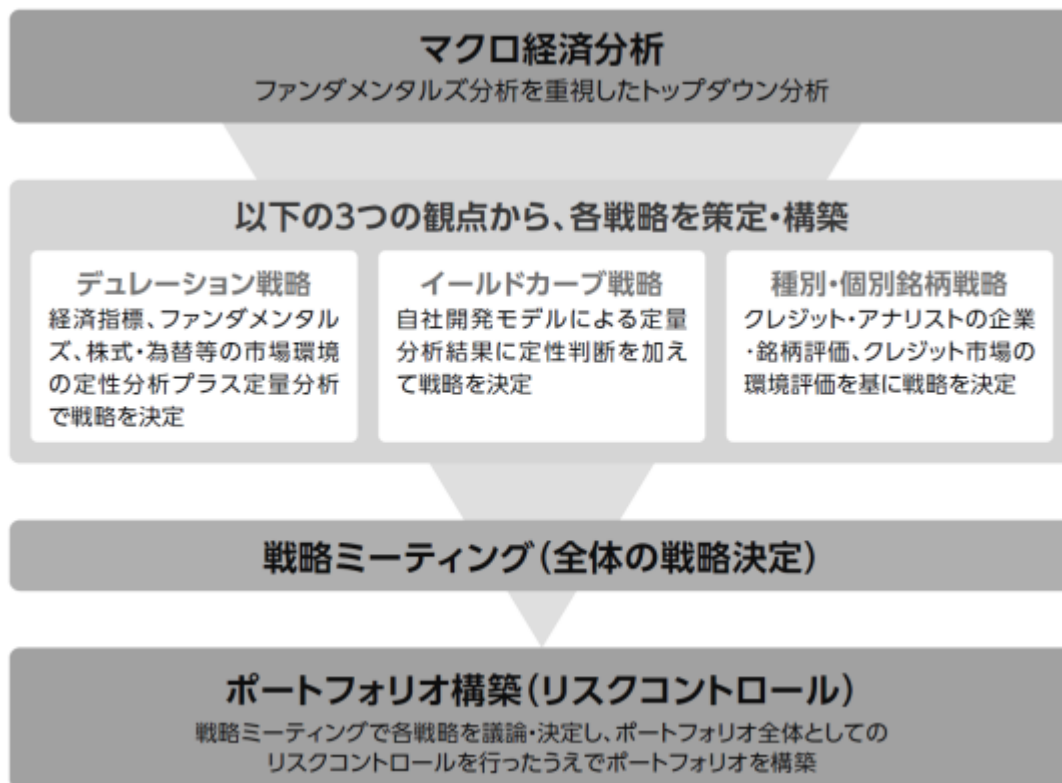 マクロ経済分析
ファンダメンタルズ分析を重視したトップダウン分析
以下の3つの観点から、各戦略を策定・構築
デュレーション戦略
経済指標、ファンダメンタル
ズ、株式・為替等の市場環境
の定性分析プラス定量分析
で戦略を決定
イールドカーブ戦略
自社開発モデルによる定量
分析結果に定性判断を加え
て戦略を決定
種別・個別銘柄戦略
クレジット・アナリストの企業
・銘柄評価、クレジット市場の
環境評価を基に戦略を決定
戦略ミーティング(全体の戦略決定)
ポートフォリオ構築(リスクコントロール)
戦略ミーティングで各戦略を議論・決定し、ポートフォリオ全体としての
リスクコントロールを行ったうえでポートフォリオを構築